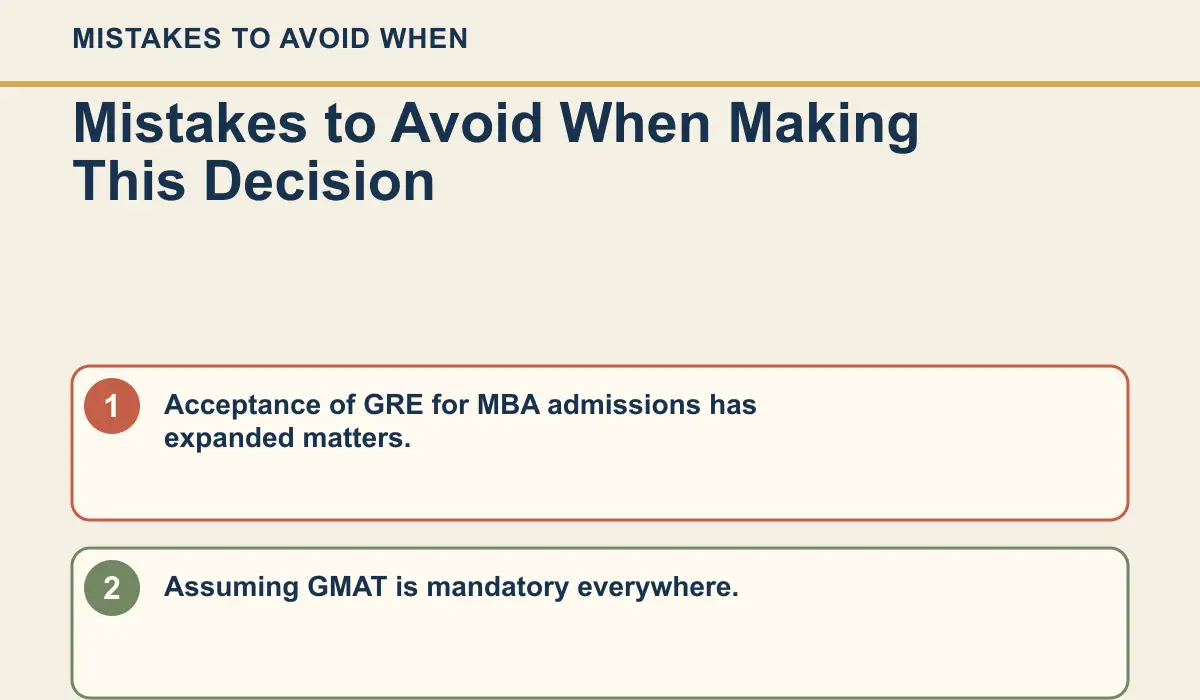 MISTAKES TO AVOID WHEN
Mistakes to Avoid When Making
This Decision
1
Acceptance of GRE for MBA admissions has
expanded matters.
2
Assuming GMAT is mandatory everywhere.